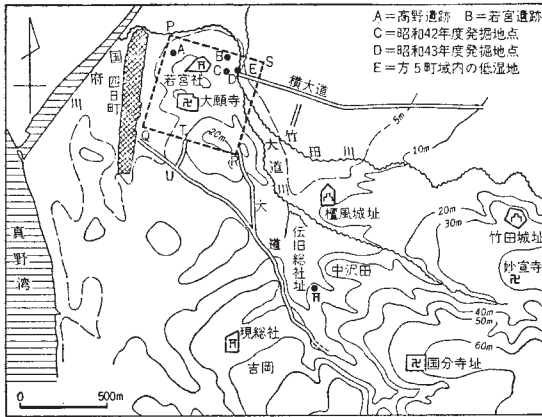 A＝高野遺跡 B＝若宮遺跡
C＝昭和42年度発掘地点
D＝昭和43年度発掘地点
E＝方5町域内の低湿地
P
国
府
川
四日町
A
B
C
D
E
S
若宮社
大願寺
横大道
Q
T
20m
R
U
大
道
竹
田
川
大
道
川
5m
10m
檀風城址
20m
30m
竹田城址
妙宣寺
真
野
湾
伝旧総社址
中沢田
現総社
吉岡
40m
50m
60m
国分寺址
0 500m